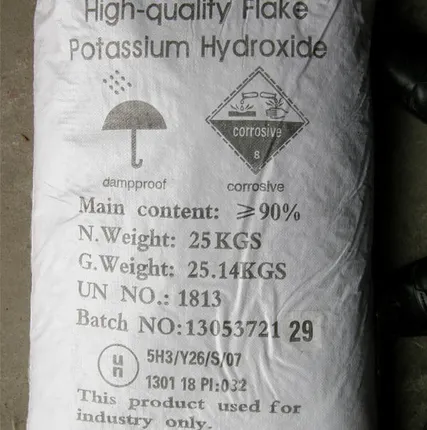 High-quality Flake
Potassium Hydroxide
corrosive
8
dampproof
corrosive
Main content: ≥90%
N.Weight: 25KGS
G.Weight: 25.14KGS
UN NO.: 1813
Batch NO:13053721 29
un
5H3/Y26/S/07
1301 18 PI:032
This product used for
industry only.